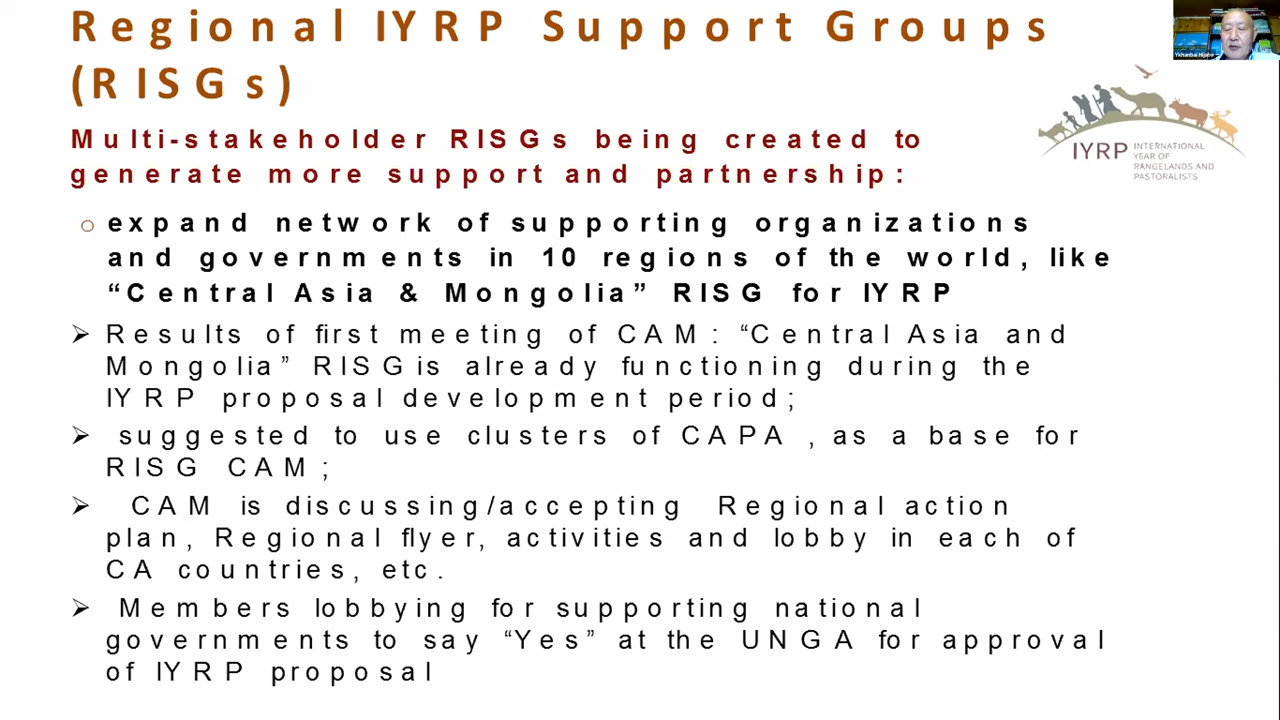 Regional IYRP Support Groups
(RISGs)
Multi-stakeholder RISGs being created to
generate more support and partnership:
expand network of supporting organizations
and governments in 10 regions of the world, like
“Central Asia & Mongolia” RISG for IYRP
Results of first meeting of CAM: “Central Asia and
Mongolia” RISG is already functioning during the
IYRP proposal development period;
suggested to use clusters of CAPA , as a base for
RISG CAM ;
CAM is discussing/accepting Regional action
plan, Regional flyer, activities and lobby in each of
CA countries, etc.
Members lobbying for supporting national
governments to say “Yes” at the UNGA for approval
of IYRP proposal
IYRP INTERNATIONAL
YEAR OF
RANGELANDS AND
PASTORALISTS